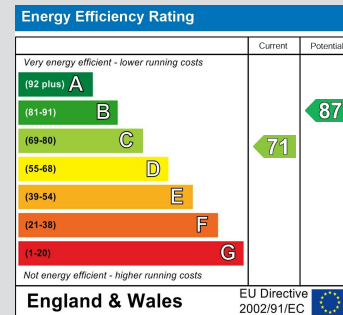 Energy Efficiency Rating
Current Potential
Very energy efficient - lower running costs
(92 plus) A
(81-91) B
87
(69-80) C
71
(55-68) D
(39-54) E
(21-38) F
(1-20) G
Not energy efficient - higher running costs
England & Wales
EU Directive
2002/91/EC